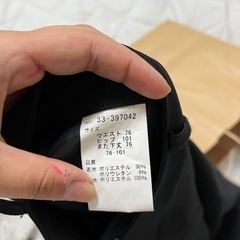 NO. 33-397042
サイズ
ウエスト 76
ヒップ 101
また下丈 76
76-101
品質
表地 ポリエステル 96%
ポリウレタン 4%
裏地 ポリエステル 100%